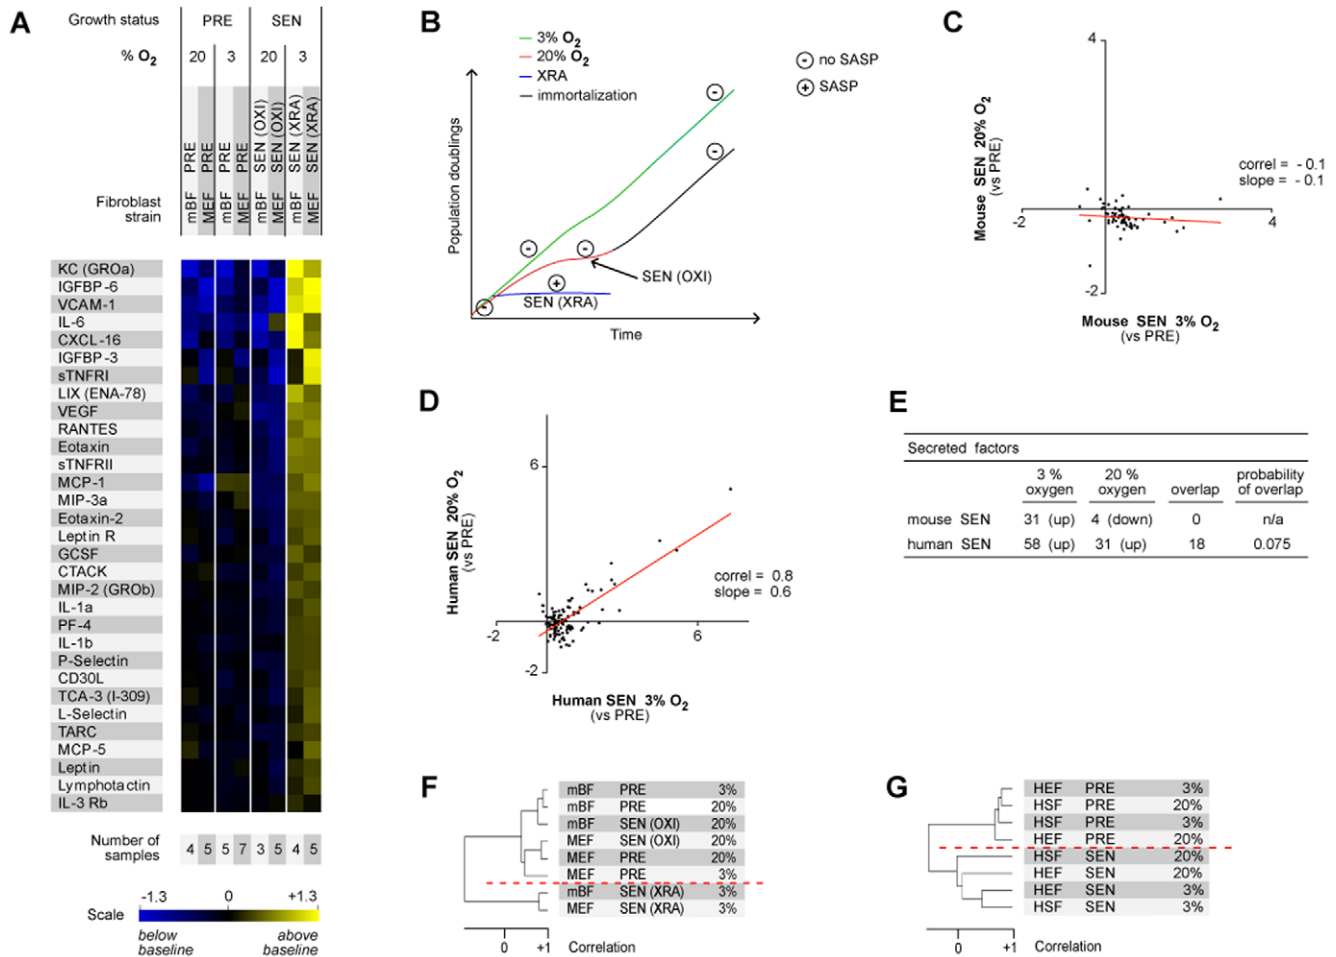 A
Growth status PRE SEN
% O2 20 3 20 3
mBF PRE
MEF PRE
mBF PRE
MEF PRE
mBF SEN (OXI)
MEF SEN (OXI)
mBF SEN (XRA)
MEF SEN (XRA)
Fibroblast
strain
KC (GROa)
IGFBP-6
VCAM-1
IL-6
CXCL-16
IGFBP-3
sTNFRI
LIX (ENA-78)
VEGF
RANTES
Eotaxin
sTNFRII
MCP-1
MIP-3a
Eotaxin-2
Leptin R
GCSF
CTACK
MIP-2 (GROb)
IL-1a
PF-4
IL-1b
P-Selectin
CD30L
TCA-3 (I-309)
L-Selectin
TARC
MCP-5
Leptin
Lymphotactin
IL-3 Rb
Number of
samples
4 5 5 7 3 5 4 5
-1.3 0 +1.3
Scale
below
baseline
above
baseline
B
3% O2
20% O2
XRA
immortalization
- no SASP
+ SASP
Population doublings
-
-
-
-
+
-
SEN (OXI)
SEN (XRA)
Time
C
4
Mouse SEN 20% O2
(vs PRE)
correl = - 0.1
slope = - 0.1
-2 4
-2
Mouse SEN 3% O2
(vs PRE)
D
6
Human SEN 20% O2
(vs PRE)
correl = 0.8
slope = 0.6
-2 6
-2
Human SEN 3% O2
(vs PRE)
E
Secreted factors
3 %
oxygen
20 %
oxygen
overlap
probability
of overlap
mouse SEN 31 (up) 4 (down) 0 n/a
human SEN 58 (up) 31 (up) 18 0.075
F
mBF PRE 3%
mBF PRE 20%
mBF SEN (OXI) 20%
MEF SEN (OXI) 20%
MEF PRE 20%
MEF PRE 3%
mBF SEN (XRA) 3%
MEF SEN (XRA) 3%
0 +1 Correlation
G
HEF PRE 3%
HSF PRE 20%
HSF PRE 3%
HEF PRE 20%
HSF SEN 20%
HEF SEN 20%
HEF SEN 3%
HSF SEN 3%
0 +1 Correlation